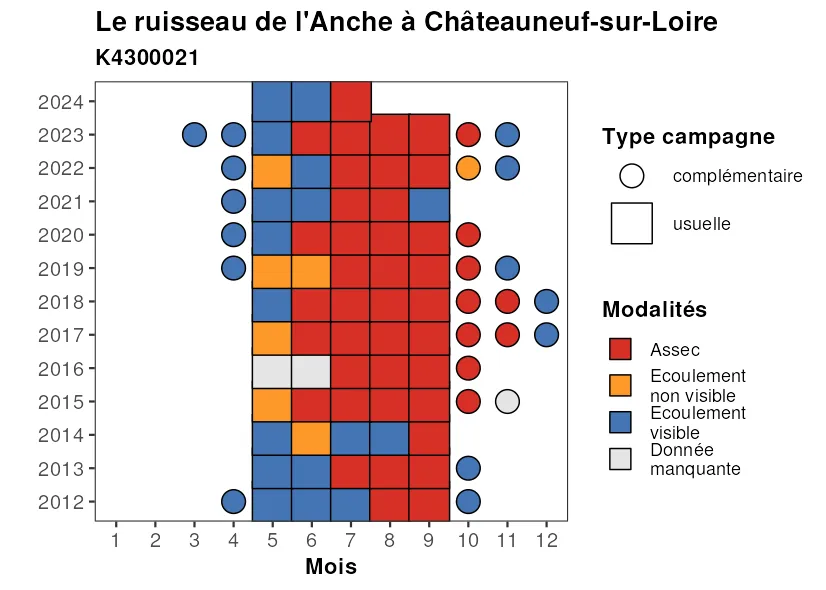 Le ruisseau de l'Anche à Châteauneuf-sur-Loire
K4300021
2024
2023
2022
2021
2020
2019
2018
2017
2016
2015
2014
2013
2012
1 2 3 4 5 6 7 8 9 10 11 12
Mois
Type campagne
complémentaire
usuelle
Modalités
Assec
Ecoulement
non visible
Ecoulement
visible
Donnée
manquante